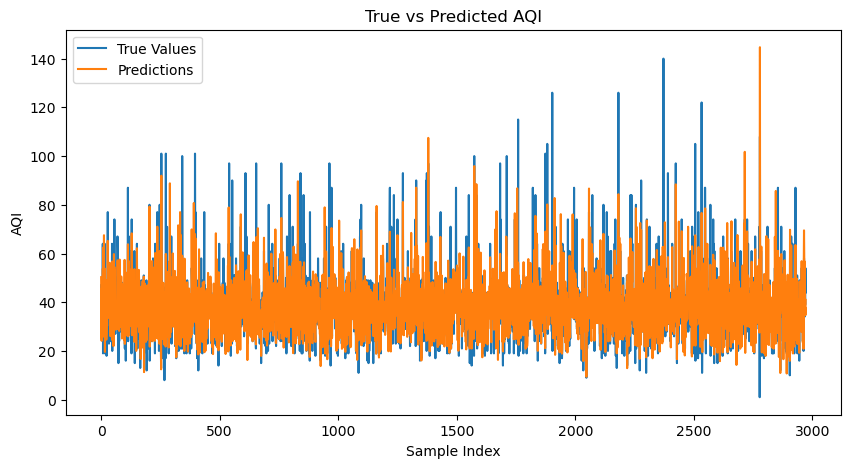 True vs Predicted AQI
True Values
Predictions
140
120
100
80
60
40
20
0
AQI
0 500 1000 1500 2000 2500 3000
Sample Index